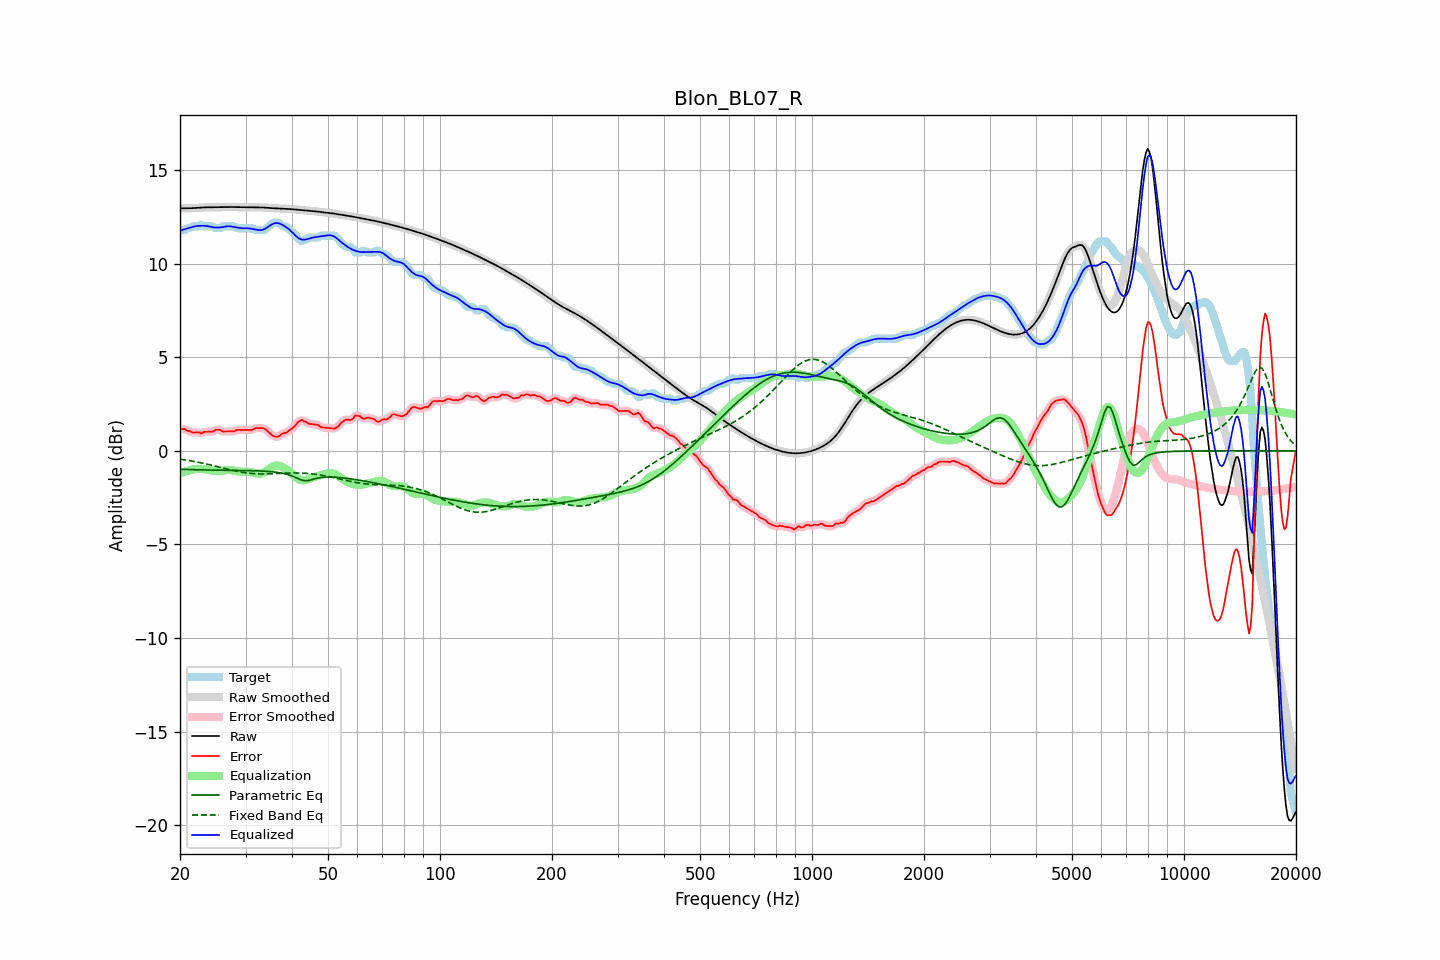 Blon_BL07_R
Amplitude (dBr)
15
10
5
0
−5
−10
−15
−20
Target
Raw Smoothed
Error Smoothed
Raw
Error
Equalization
Parametric Eq
Fixed Band Eq
Equalized
20 50 100 200 500 1000 2000 5000 10000 20000
Frequency (Hz)